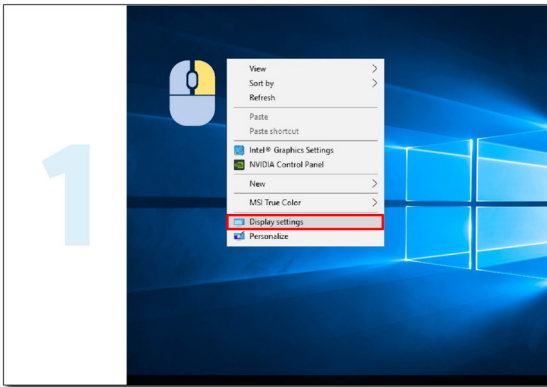 1
View
Sort by
Refresh
Paste
Paste shortcut
Intel® Graphics Settings
NVIDIA Control Panel
New
MSI True Color
Display settings
Personalize